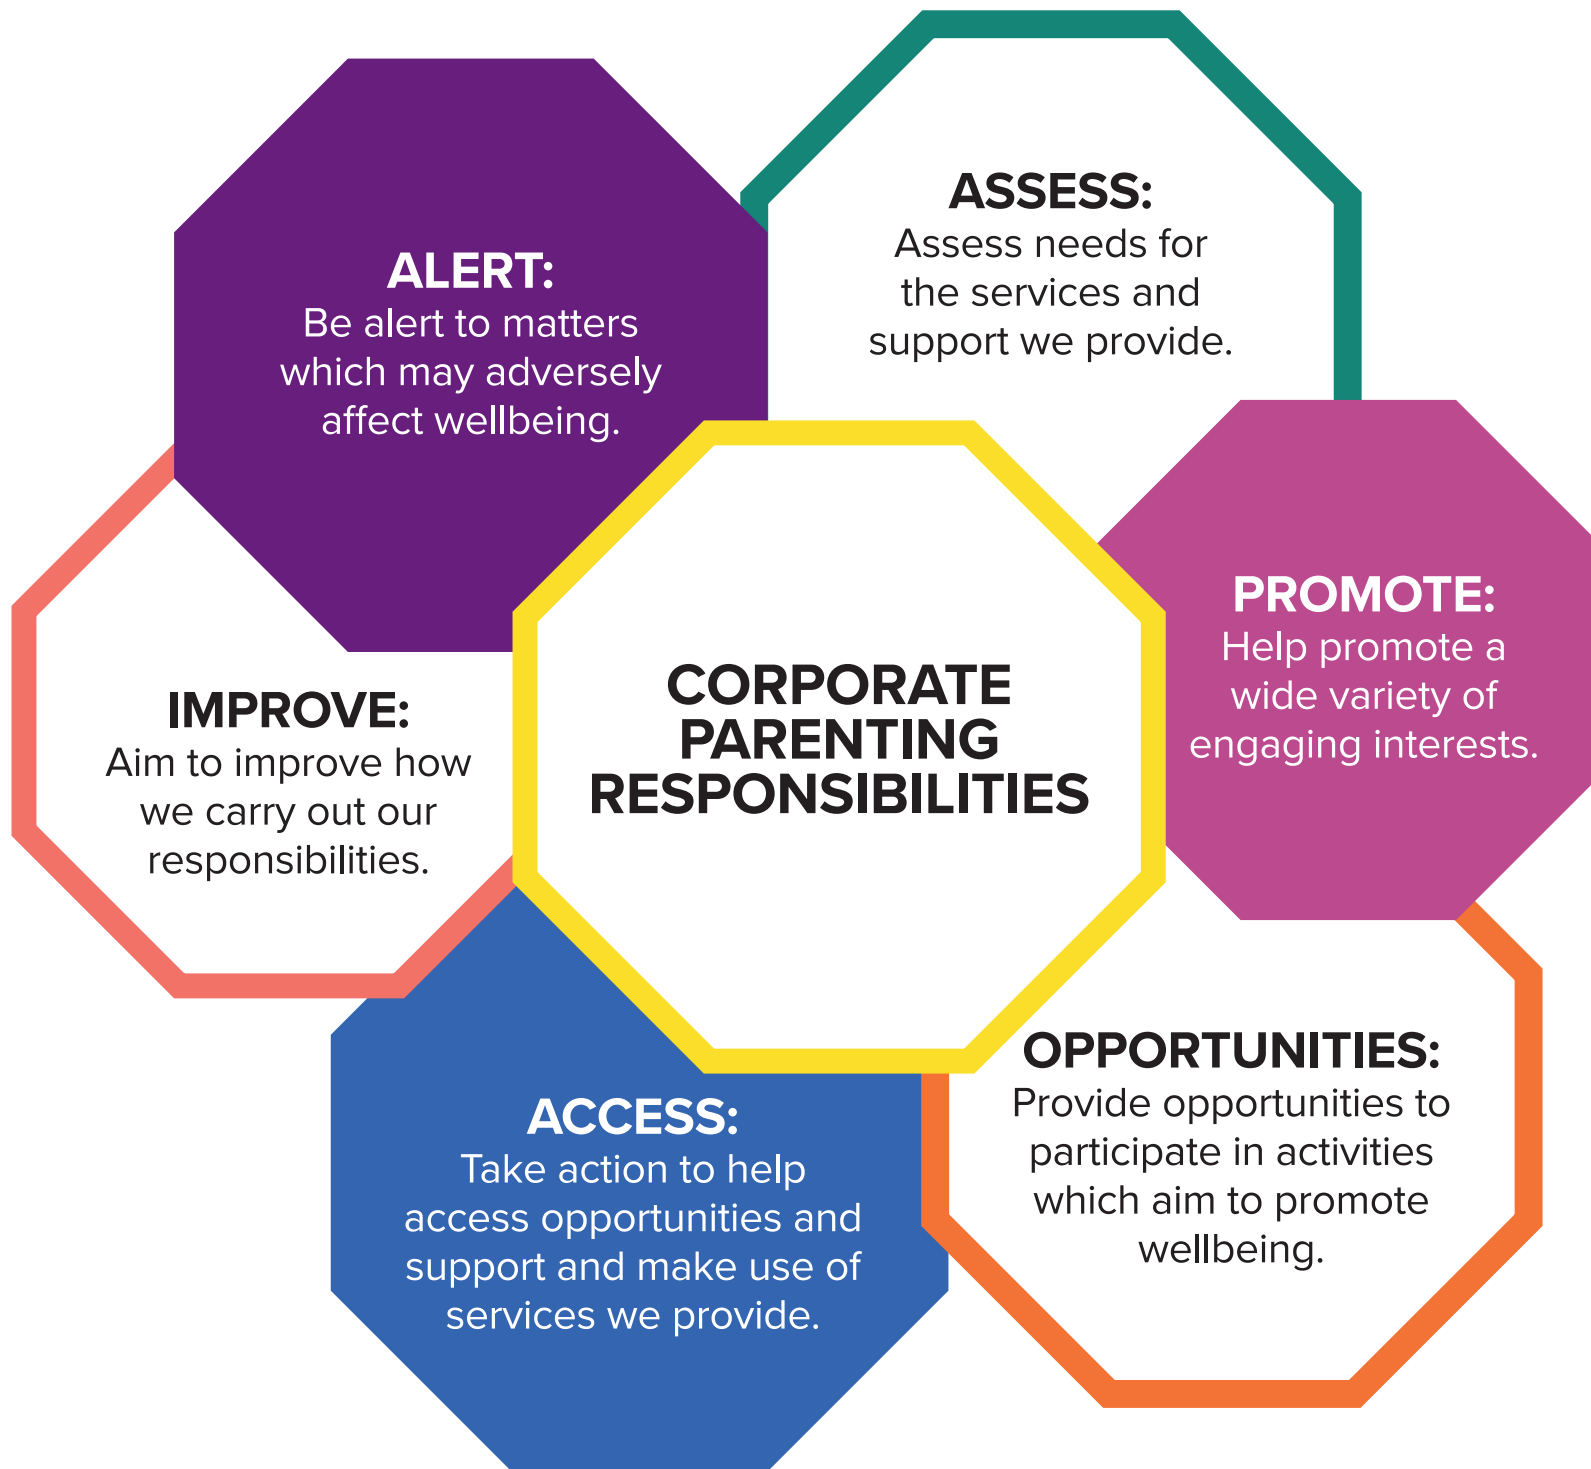 ALERT:
Be alert to matters
which may adversely
affect wellbeing.
ASSESS:
Assess needs for
the services and
support we provide.
PROMOTE:
Help promote a
wide variety of
engaging interests.
OPPORTUNITIES:
Provide opportunities to
participate in activities
which aim to promote
wellbeing.
ACCESS:
Take action to help
access opportunities and
support and make use of
services we provide.
IMPROVE:
Aim to improve how
we carry out our
responsibilities.
CORPORATE
PARENTING
RESPONSIBILITIES